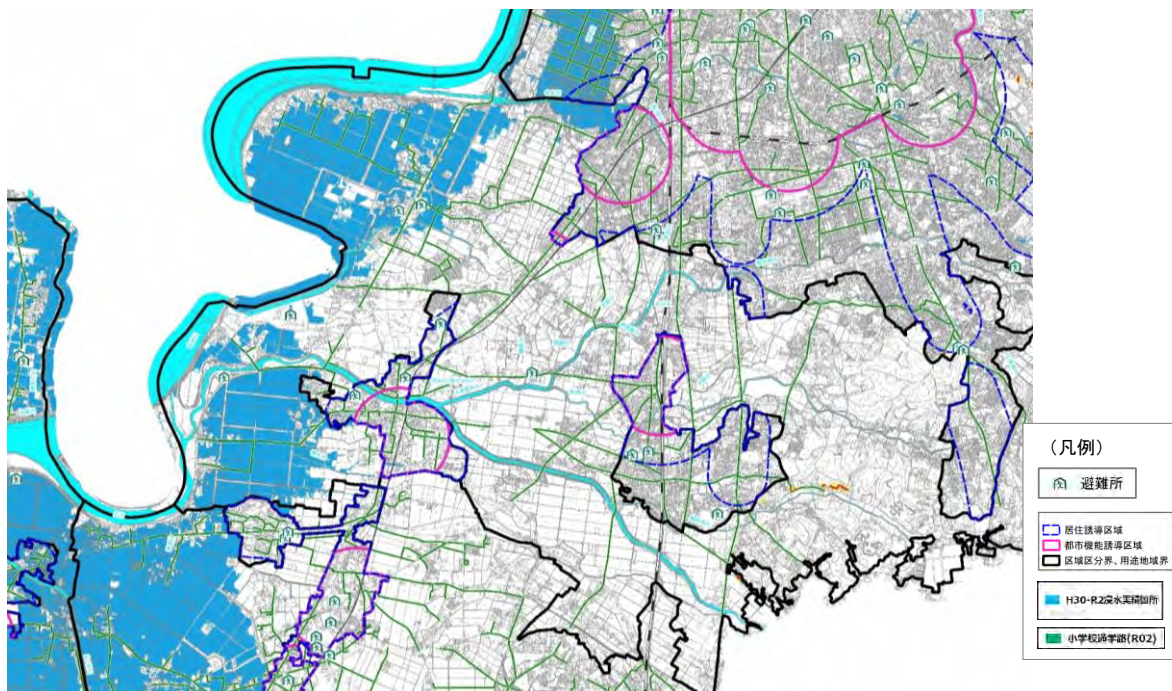 （凡例）
避難所
居住誘導区域
都市機能誘導区域
区域区分界、用途地域界
H30-R2浸水実績箇所
小学校通学路(R02)